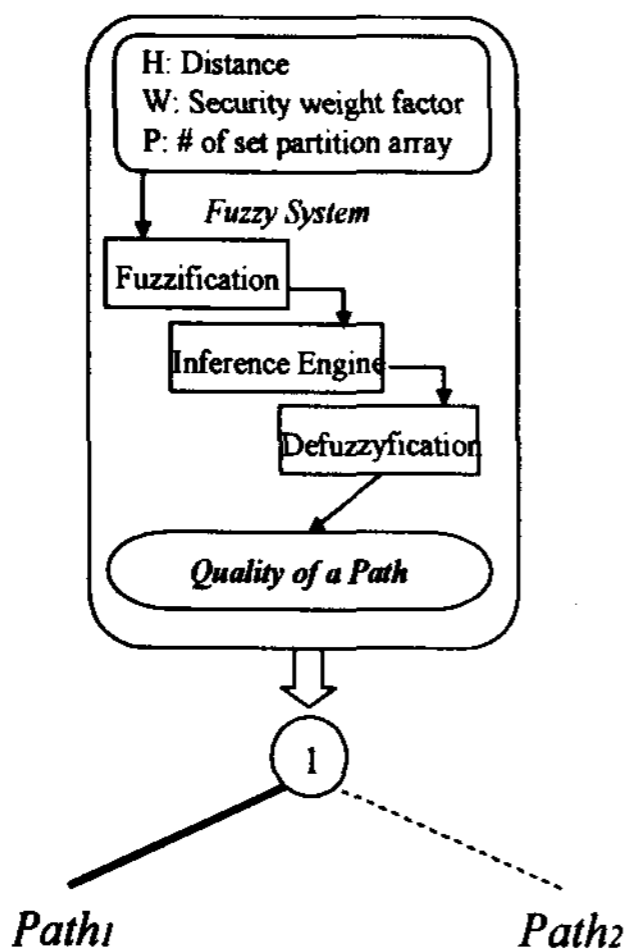 H: Distance
W: Security weight factor
P: # of set partition array
Fuzzy System
Fuzzification
Inference Engine
Defuzzyfication
Quality of a Path
1
Path1
Path2